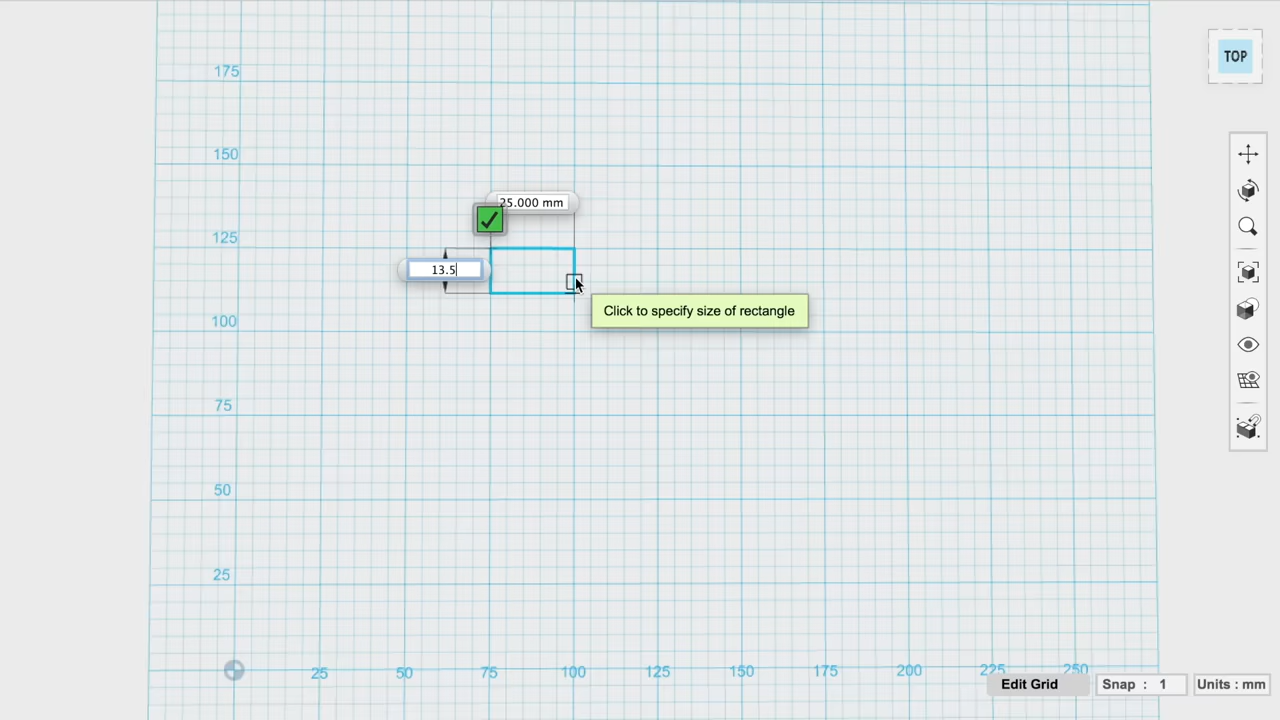 175
TOP
150
25.000 mm
125
13.5
Click to specify size of rectangle
100
75
50
25
25 50 75 100 125 150 175 200 225 250
Edit Grid
Snap : 1
Units : mm